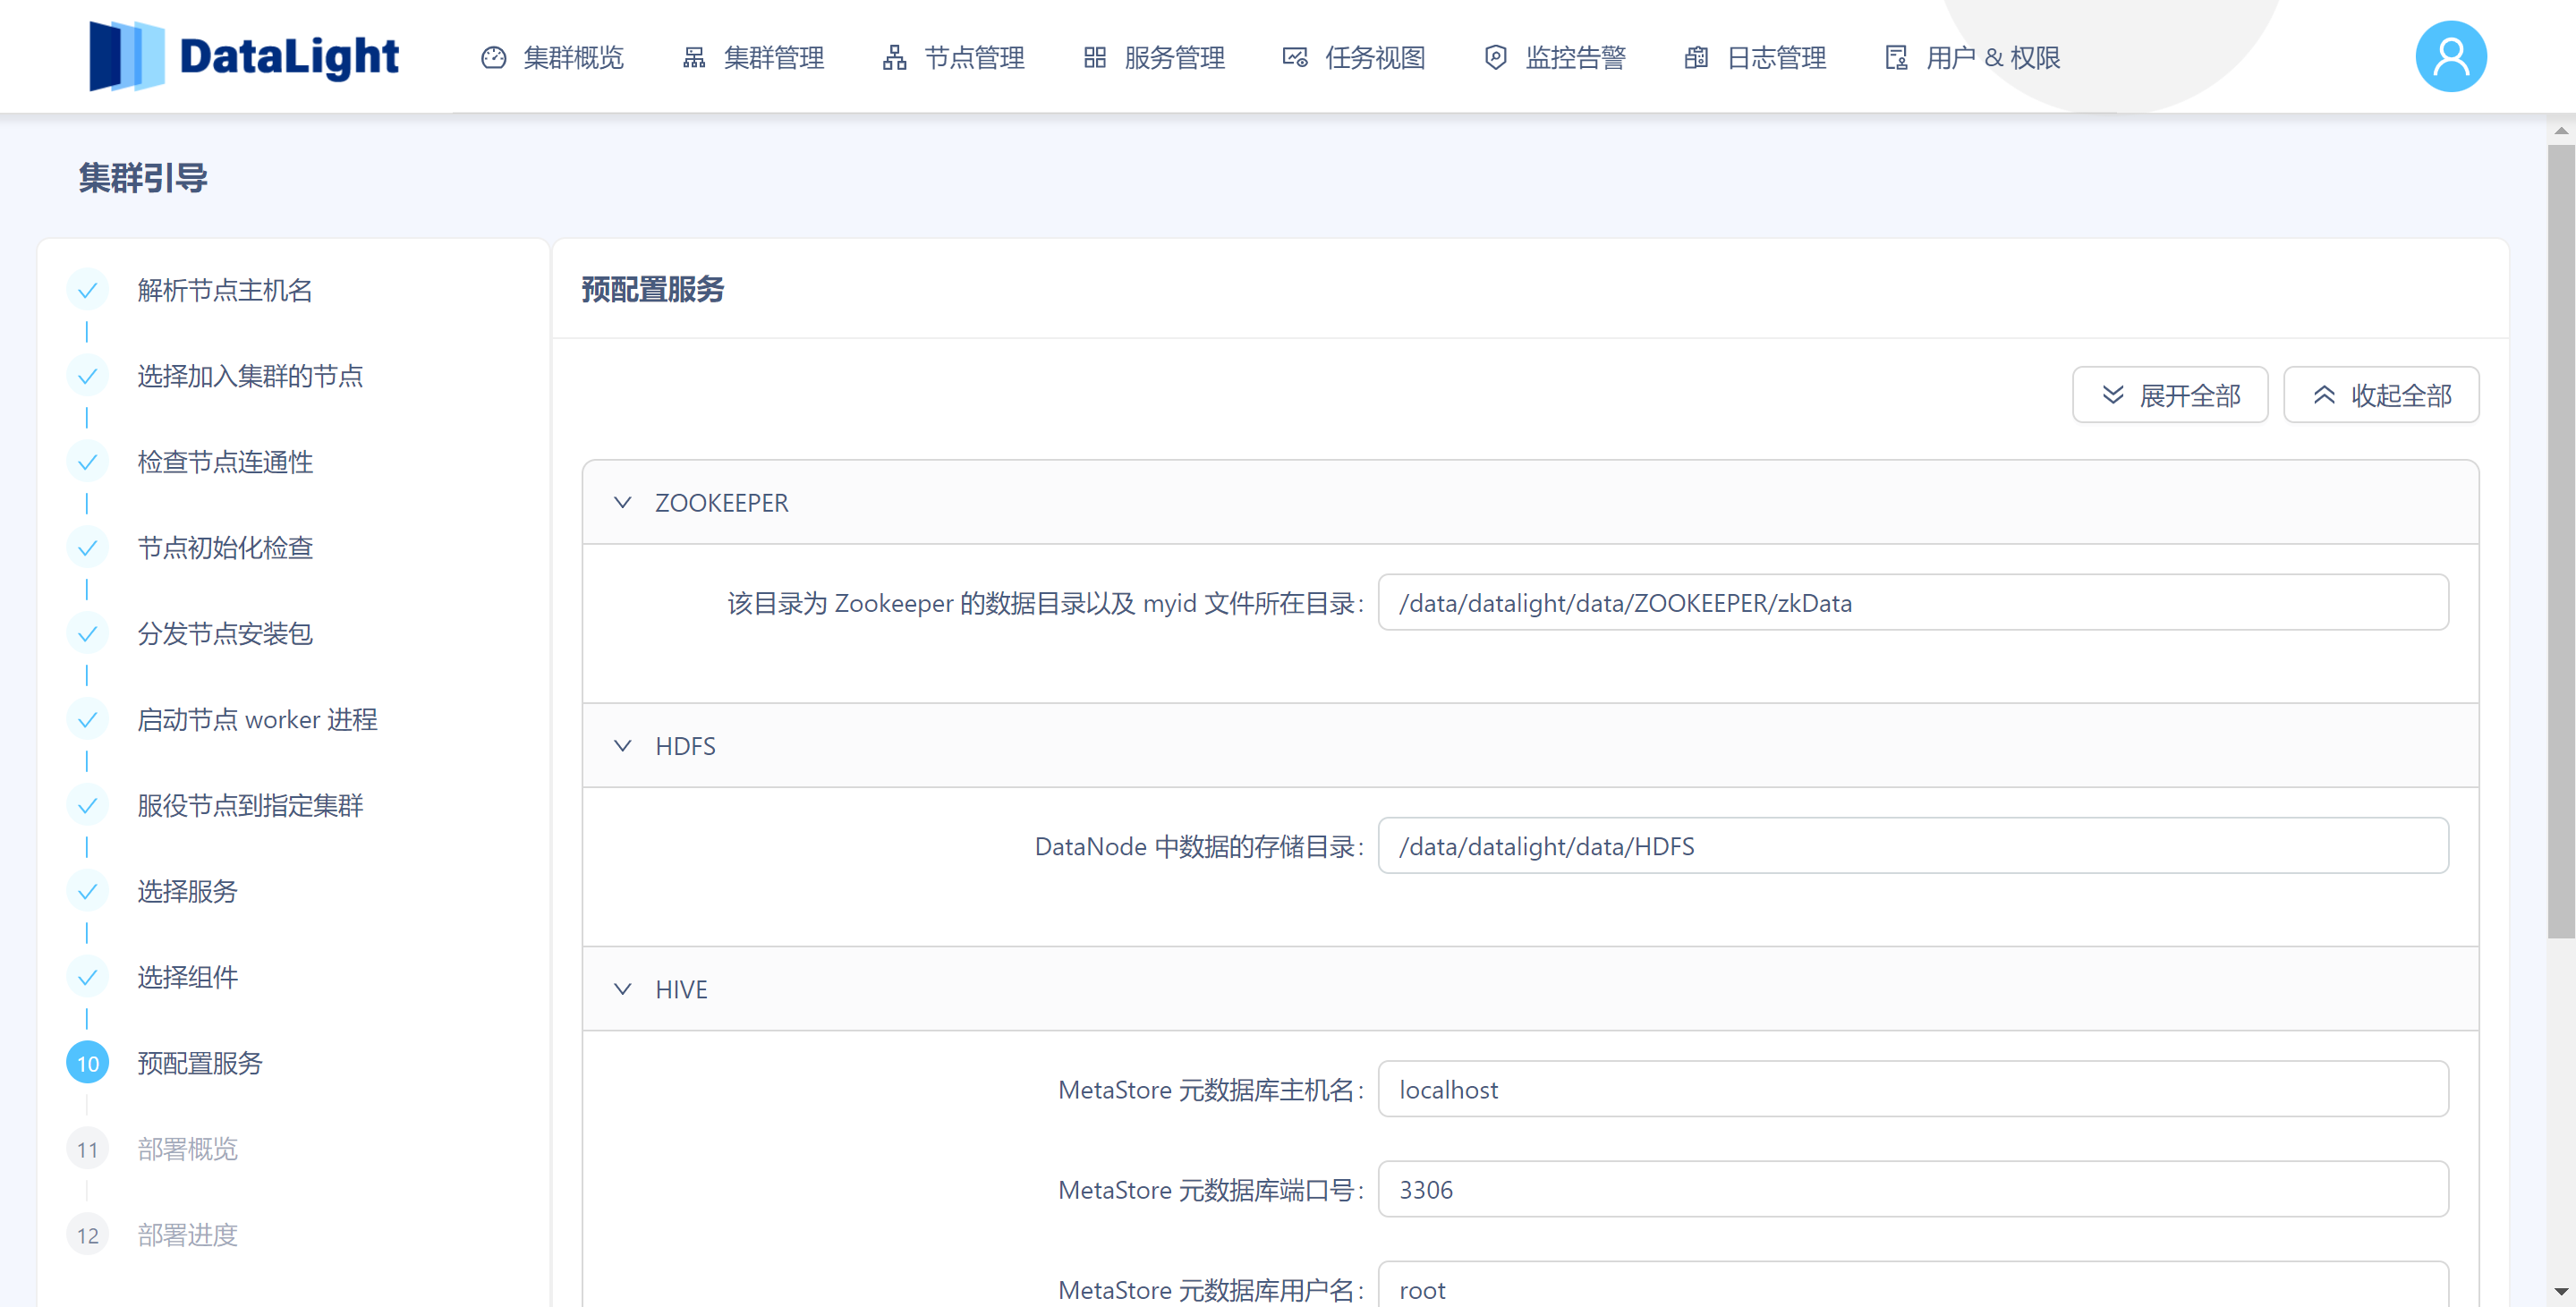 DataLight
集群概览
集群管理
节点管理
服务管理
任务视图
监控告警
日志管理
用户 & 权限
集群引导
解析节点主机名
选择加入集群的节点
检查节点连通性
节点初始化检查
分发节点安装包
启动节点 worker 进程
服役节点到指定集群
选择服务
选择组件
10 预配置服务
11 部署概览
12 部署进度
预配置服务
展开全部
收起全部
ZOOKEEPER
该目录为 Zookeeper 的数据目录以及 myid 文件所在目录: /data/datalight/data/ZOOKEEPER/zkData
HDFS
DataNode 中数据的存储目录: /data/datalight/data/HDFS
HIVE
MetaStore 元数据库主机名: localhost
MetaStore 元数据库端口号: 3306
MetaStore 元数据库用户名: root